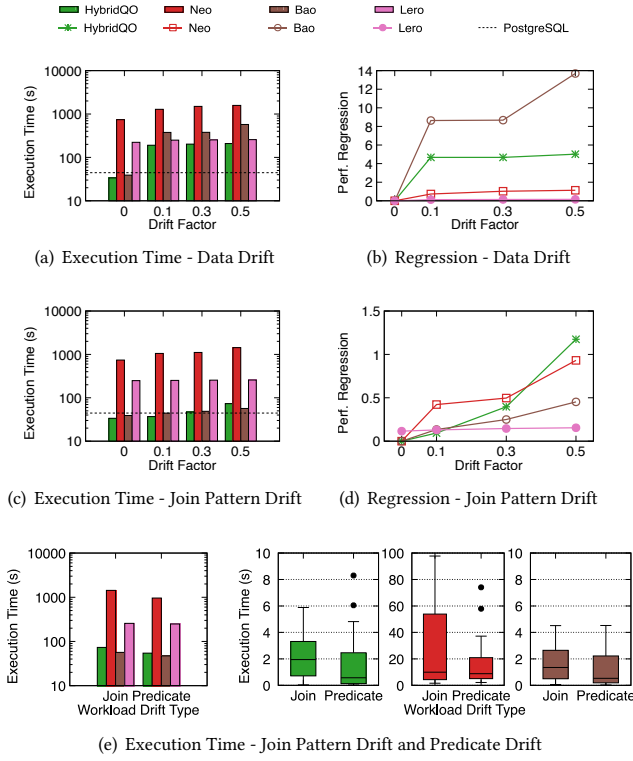 HybridQO Neo Bao Lero
HybridQO Neo Bao Lero PostgreSQL
Execution Time (s)
10000
1000
100
10
0 0.1 0.3 0.5
Drift Factor
(a) Execution Time - Data Drift
Perf. Regression
14
12
10
8
6
4
2
0
0 0.1 0.3 0.5
Drift Factor
(b) Regression - Data Drift
Execution Time (s)
10000
1000
100
10
0 0.1 0.3 0.5
Drift Factor
(c) Execution Time - Join Pattern Drift
Perf. Regression
1.5
1
0.5
0
0 0.1 0.3 0.5
Drift Factor
(d) Regression - Join Pattern Drift
Execution Time (s)
10000
1000
100
10
Join Predicate
Workload Drift Type
Execution Time (s)
10
8
6
4
2
0
Join Predicate
100
80
60
40
20
0
Join Predicate
Workload Drift Type
10
8
6
4
2
0
Join Predicate
(e) Execution Time - Join Pattern Drift and Predicate Drift